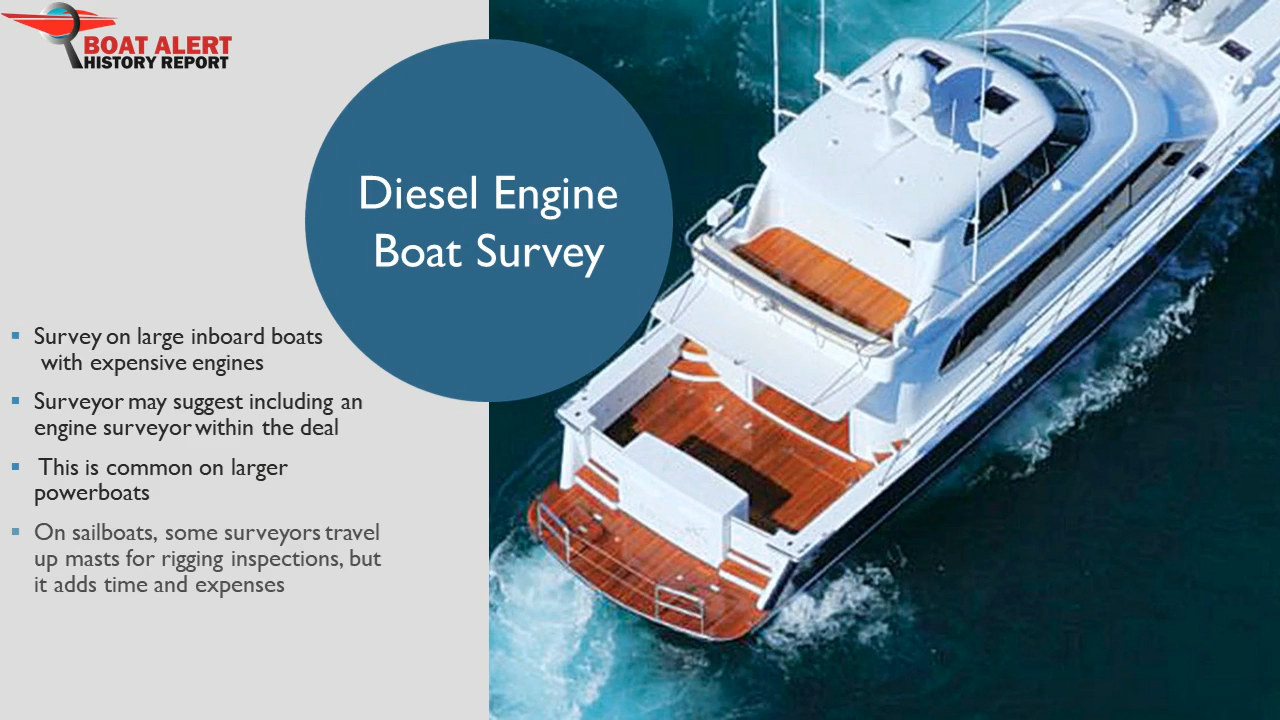 BOAT ALERT
HISTORY REPORT
Diesel Engine
Boat Survey
▪ Survey on large inboard boats
with expensive engines
▪ Surveyor may suggest including an
engine surveyor within the deal
▪ This is common on larger
powerboats
▪ On sailboats, some surveyors travel
up masts for rigging inspections, but
it adds time and expenses